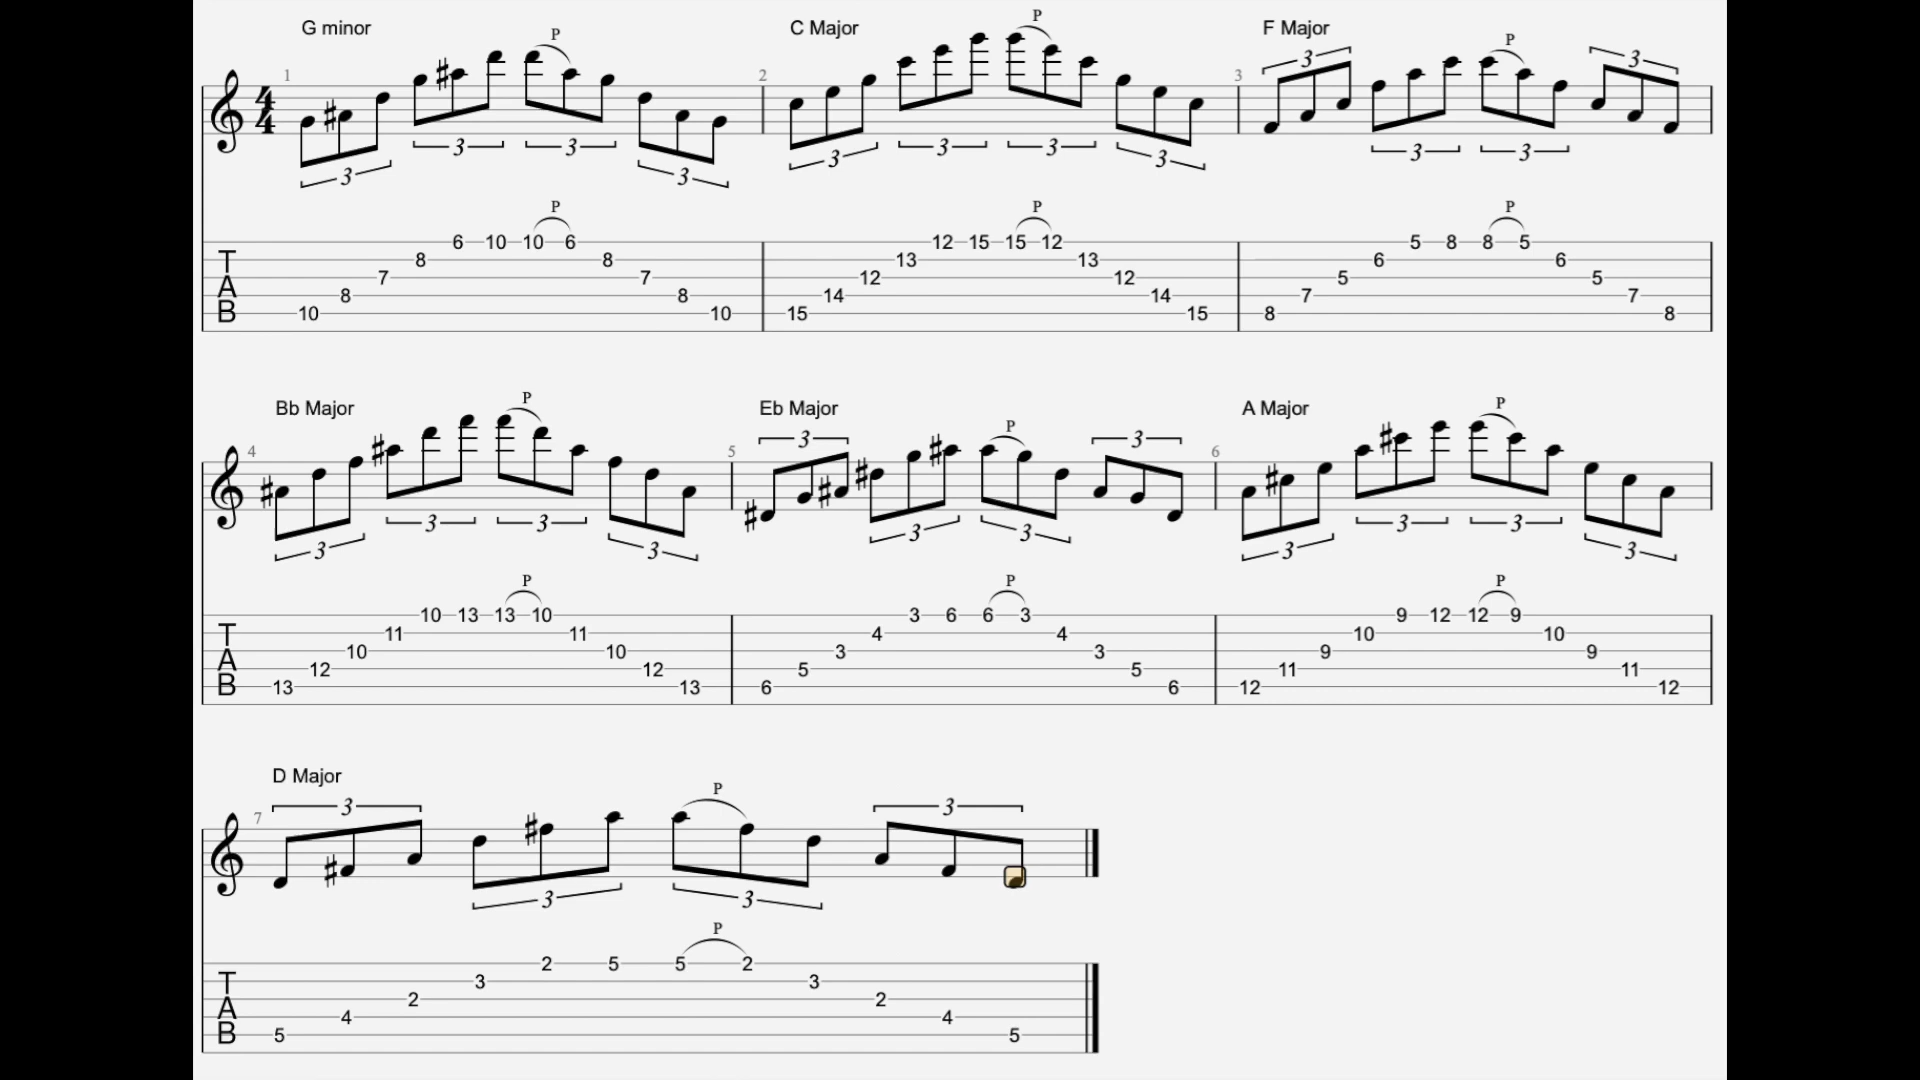 G minor C Major F Major
P P P
1 2 3
4
4
3 3
3 3 3 3 3 3
3 3 3 3
P P P
6 10 10 6 12 15 15 12 5 8 8 5
T 8 8 13 13 6 6
7 7 12 12 5 5
A 8 8 14 14 7 7
B 10 10 15 15 8 8
Bb Major Eb Major A Major
P P P
4 5 6
3 3
3 3 3 3 3 3
3 3 3 3
P P P
10 13 13 10 3 6 6 3 9 12 12 9
T 11 11 4 4 10 10
10 10 3 3 9 9
A 12 12 5 5 11 11
B 13 13 6 6 12 12
D Major
P
3 3
7
3 3
P
2 5 5 2
T 3 3
2 2
A 4 4
B 5 5